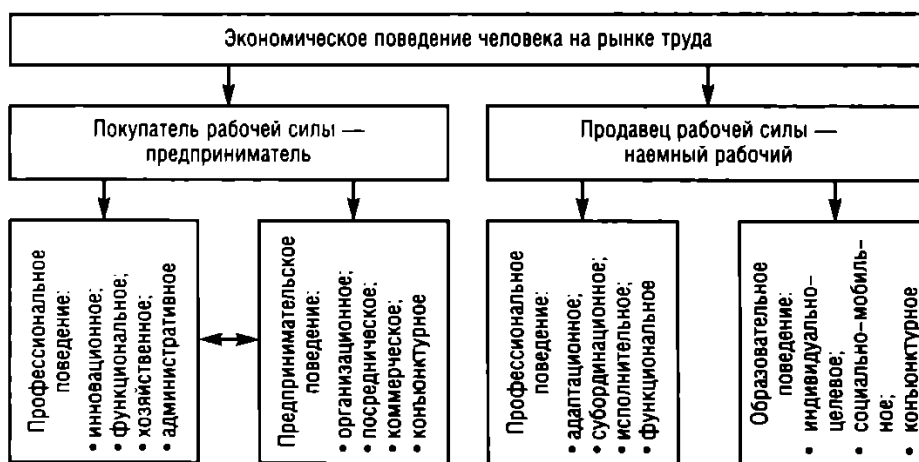 Экономическое поведение человека на рынке труда
Покупатель рабочей силы —
предприниматель
Продавец рабочей силы —
наемный рабочий
Профессиональное
поведение:
• инновационное;
• функциональное;
• хозяйственное;
• административное
Предпринимательское
поведение:
• организационное;
• посредническое;
• коммерческое;
• конъюнктурное
Профессиональное
поведение:
• адаптационное;
• субординационное;
• исполнительное;
• функциональное
Образовательное
поведение:
• индивидуально-
целевое;
• социально-мобиль-
ное;
• конъюнктурное